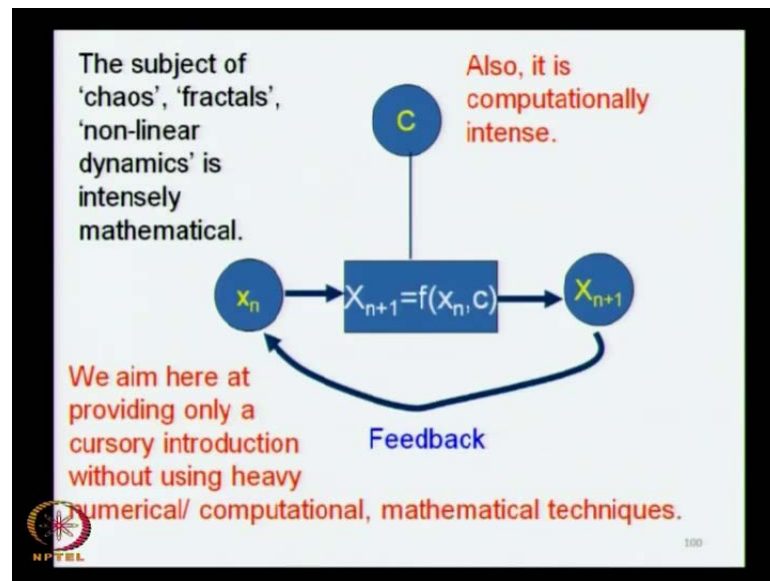 The subject of
‘chaos’, ‘fractals’,
‘non-linear
dynamics’ is
intensely
mathematical.
Also, it is
computationally
intense.
C
xₙ
Xₙ₊₁=f(xₙ,c)
Xₙ₊₁
Feedback
We aim here at
providing only a
cursory introduction
without using heavy
numerical/ computational, mathematical techniques.
NPTEL
100